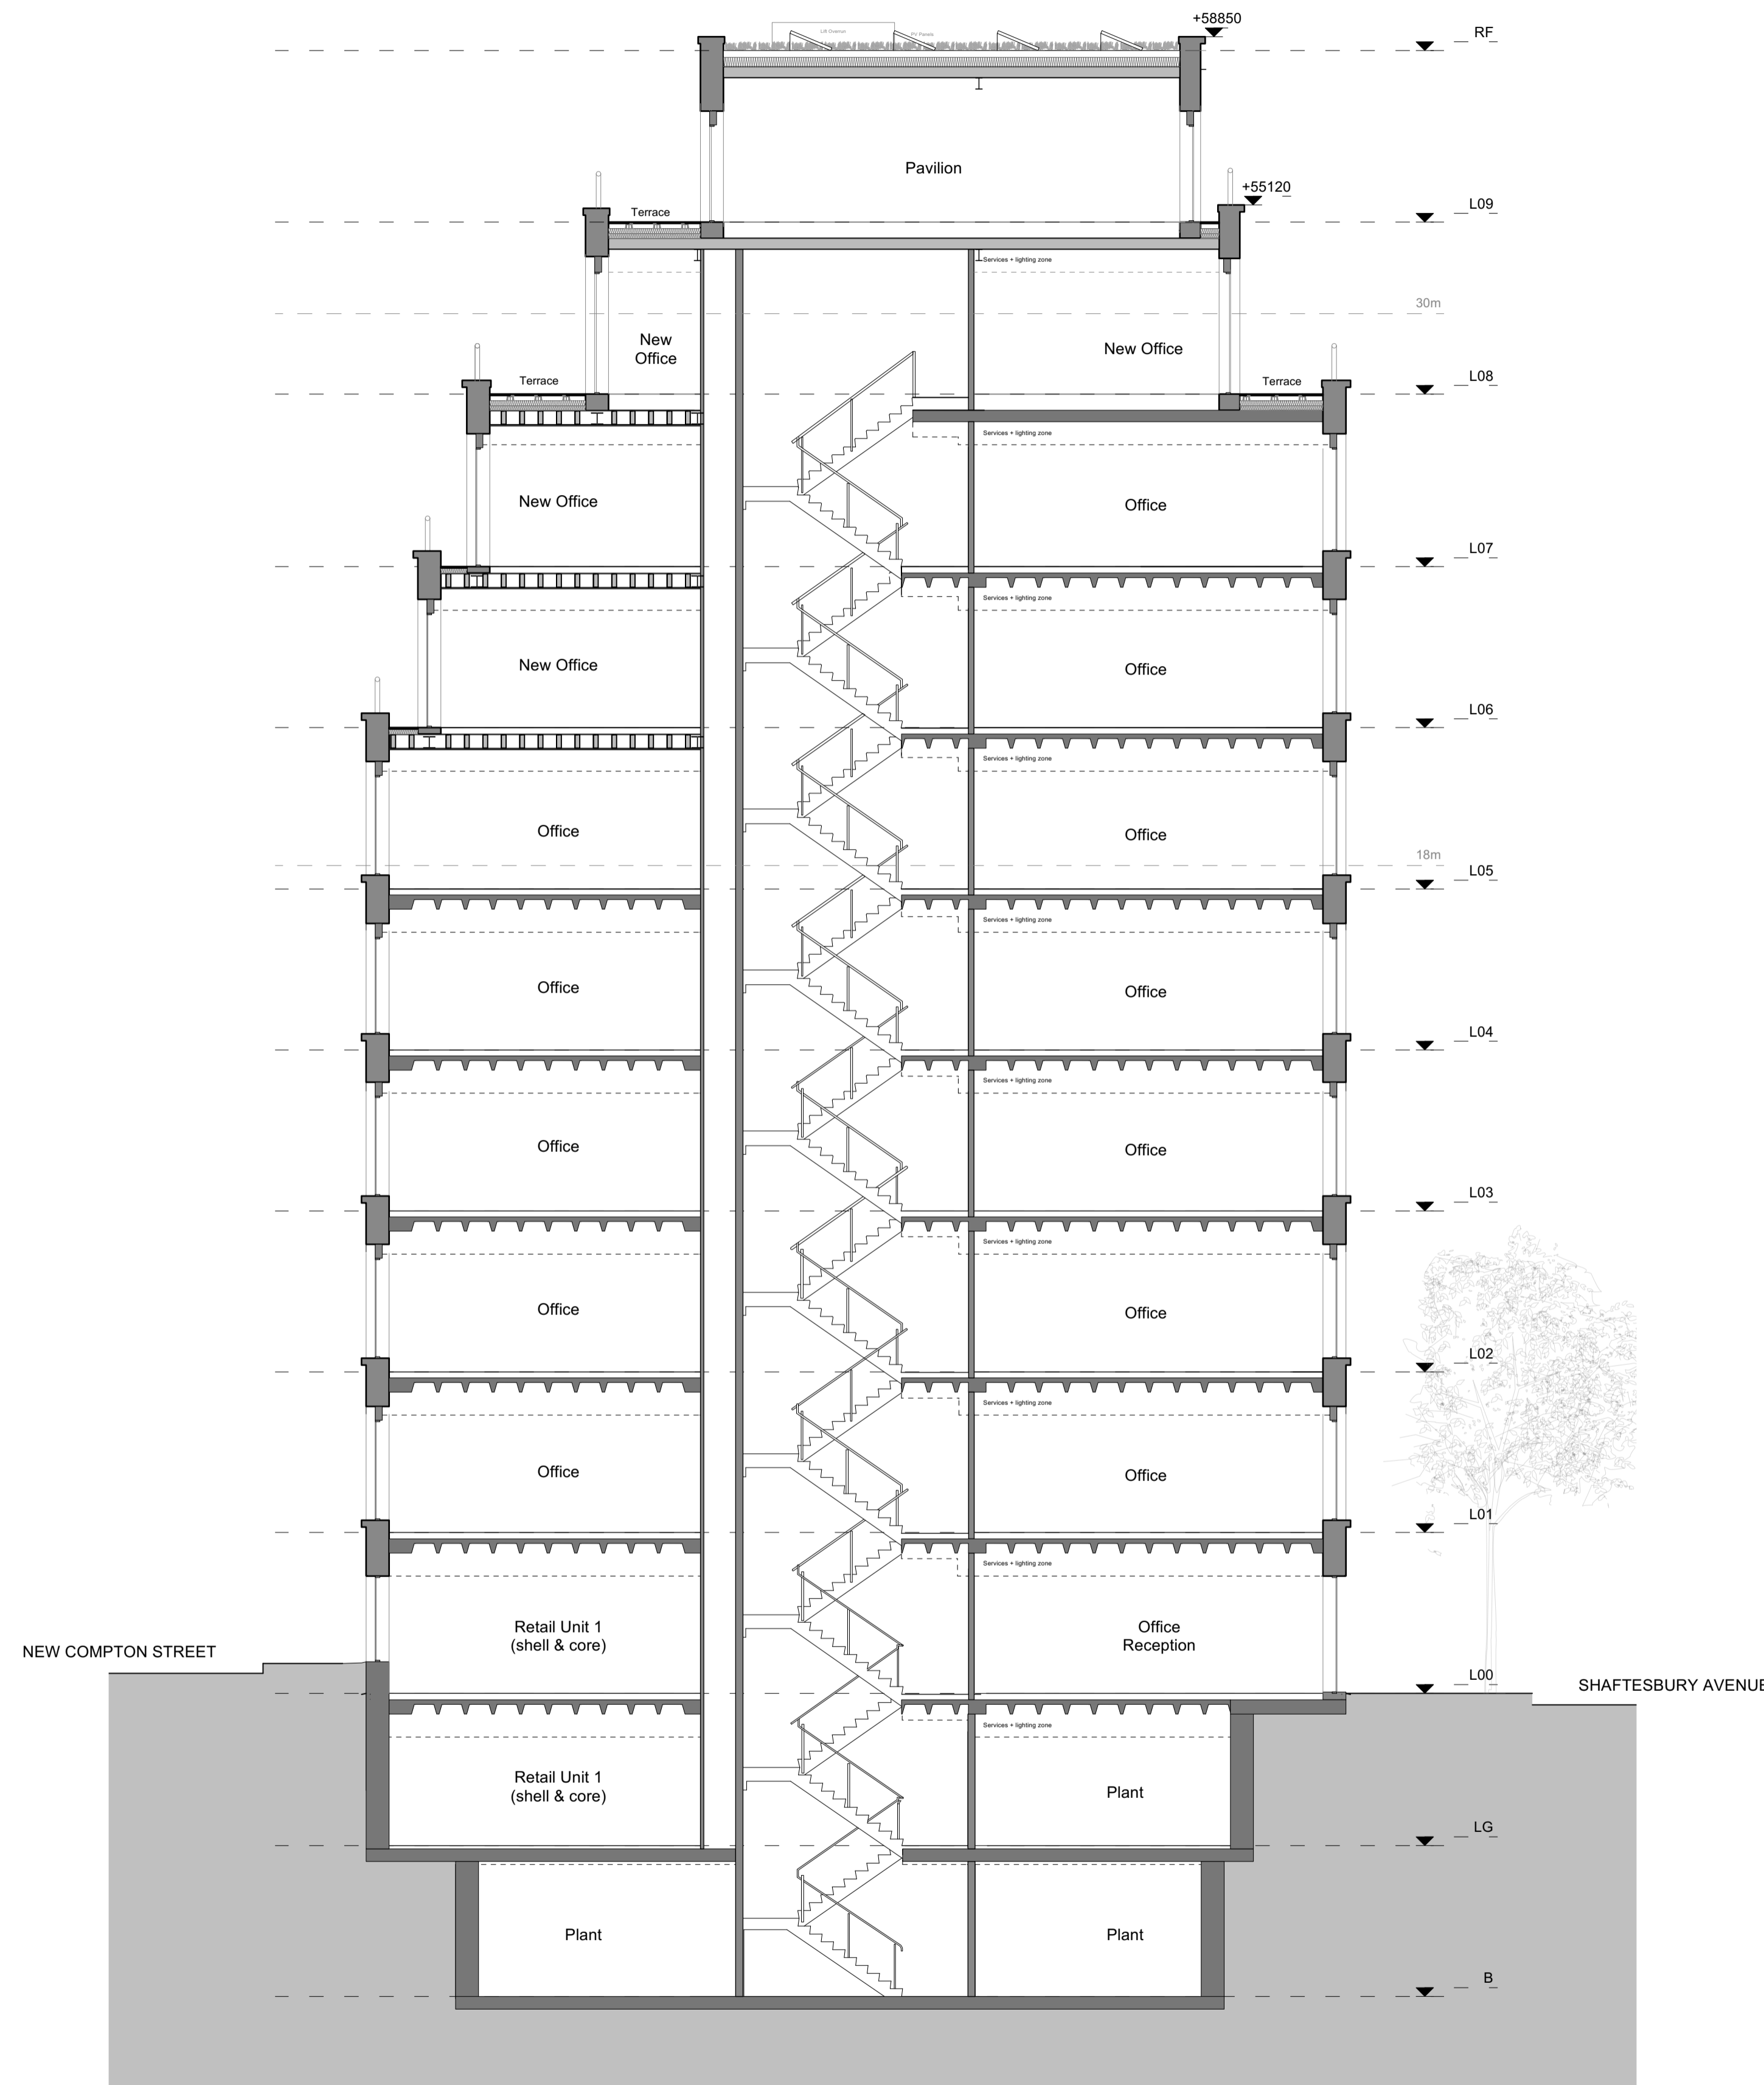 +58850
RF
Lift Overrun
PV Panels
Pavilion
+55120
L09
Terrace
Services + lighting zone
30m
New
Office
New Office
L08
Terrace
Terrace
Services + lighting zone
New Office
Office
L07
Services + lighting zone
New Office
Office
L06
Services + lighting zone
Office
Office
18m
L05
Services + lighting zone
Office
Office
L04
Services + lighting zone
Office
Office
L03
Services + lighting zone
Office
Office
L02
Services + lighting zone
Office
Office
L01
Services + lighting zone
Retail Unit 1
(shell & core)
Office
Reception
NEW COMPTON STREET
L00
SHAFTESBURY AVENUE
Services + lighting zone
Retail Unit 1
(shell & core)
Plant
LG
Plant
Plant
B